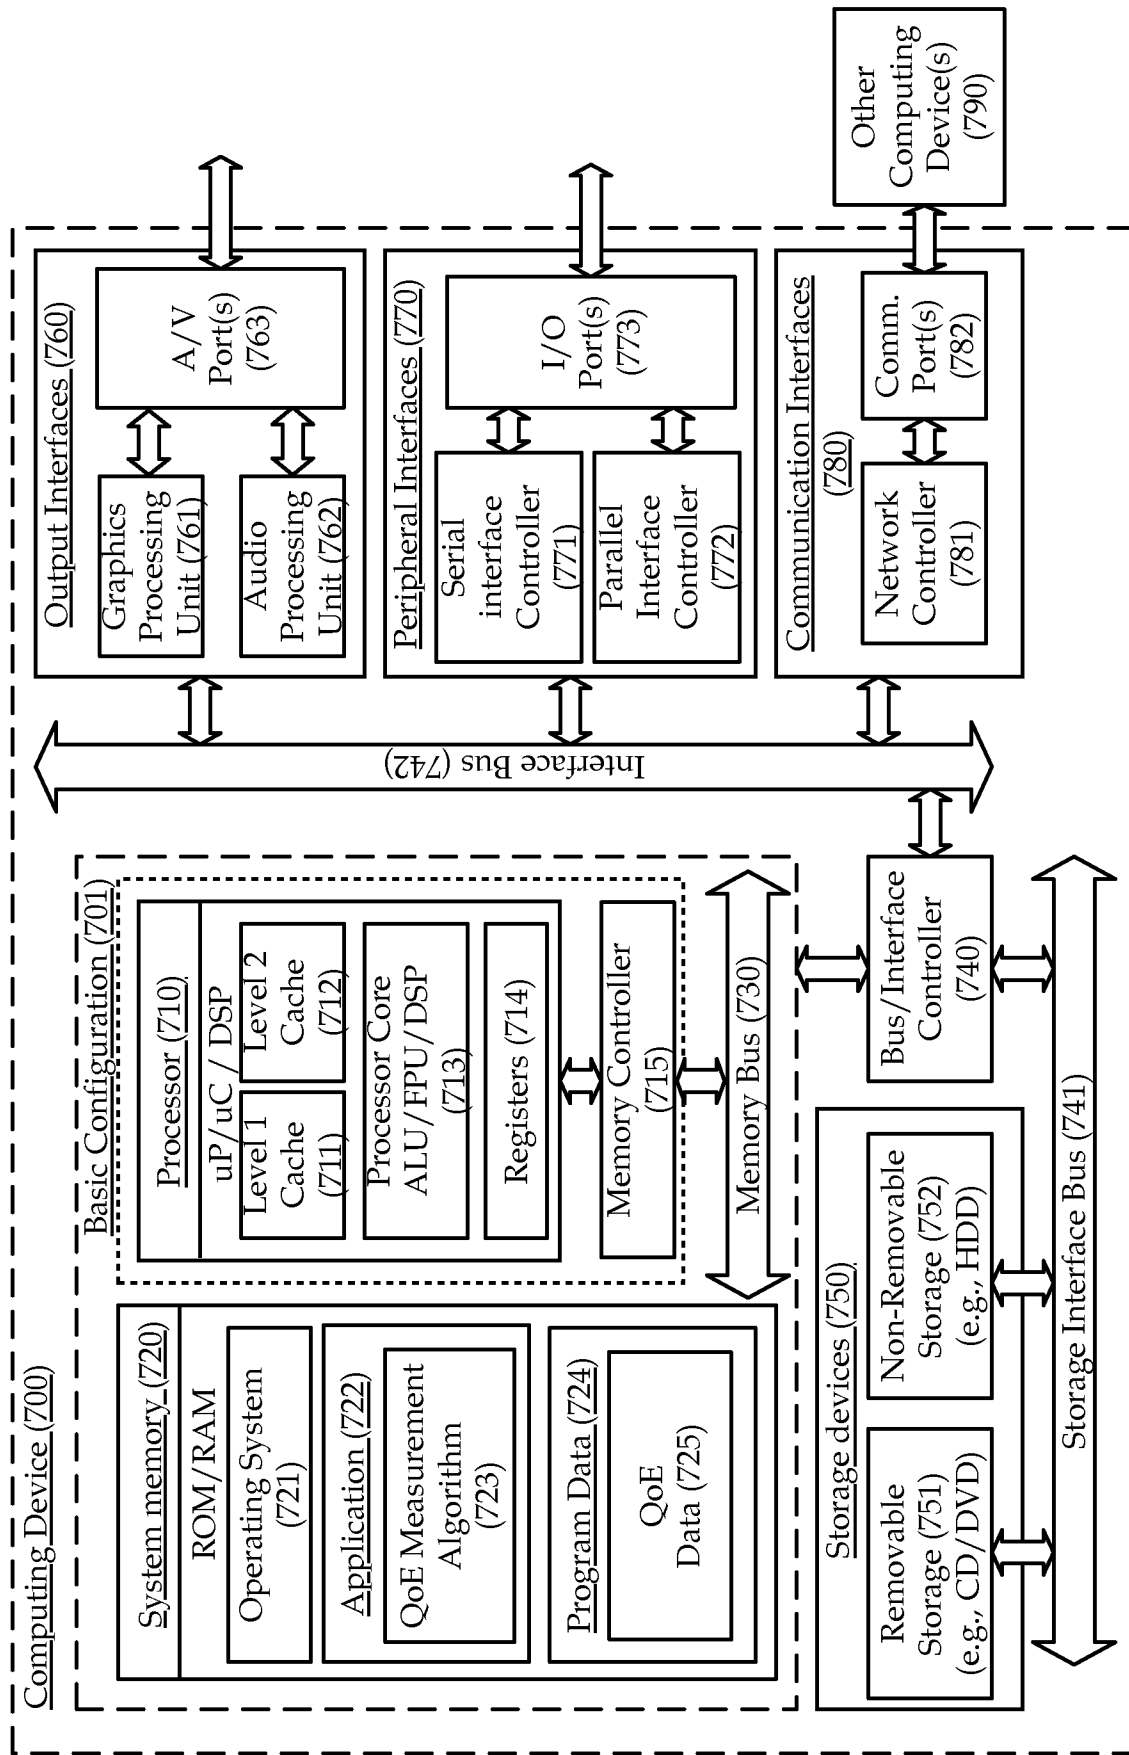 Computing Device (700)
Basic Configuration (701)
System memory (720)
ROM/RAM
Operating System
(721)
Application (722)
QoE Measurement
Algorithm
(723)
Program Data (724)
QoE
Data (725)
Processor (710)
uP/uC / DSP
Level 1
Cache
(711)
Level 2
Cache
(712)
Processor Core
ALU/FPU/DSP
(713)
Registers (714)
Memory Controller
(715)
Memory Bus (730)
Interface Bus (742)
Output Interfaces (760)
Graphics
Processing
Unit (761)
Audio
Processing
Unit (762)
A/V
Port(s)
(763)
Peripheral Interfaces (770)
Serial
interface
Controller
(771)
Parallel
Interface
Controller
(772)
I/O
Port(s)
(773)
Communication Interfaces
(780)
Network
Controller
(781)
Comm.
Port(s)
(782)
Other
Computing
Device(s)
(790)
Storage devices (750)
Removable
Storage (751)
(e.g., CD/DVD)
Non-Removable
Storage (752)
(e.g., HDD)
Bus/Interface
Controller
(740)
Storage Interface Bus (741)